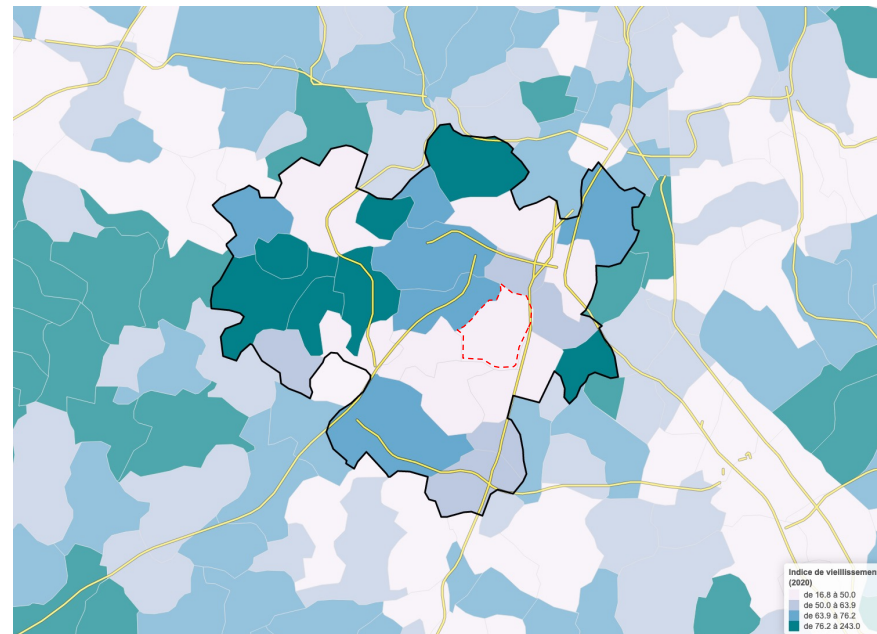 Indice de vieillissemen
(2020)
de 16.8 à 50.0
de 50.0 à 63.9
de 63.9 à 76.2
de 76.2 à 243.0